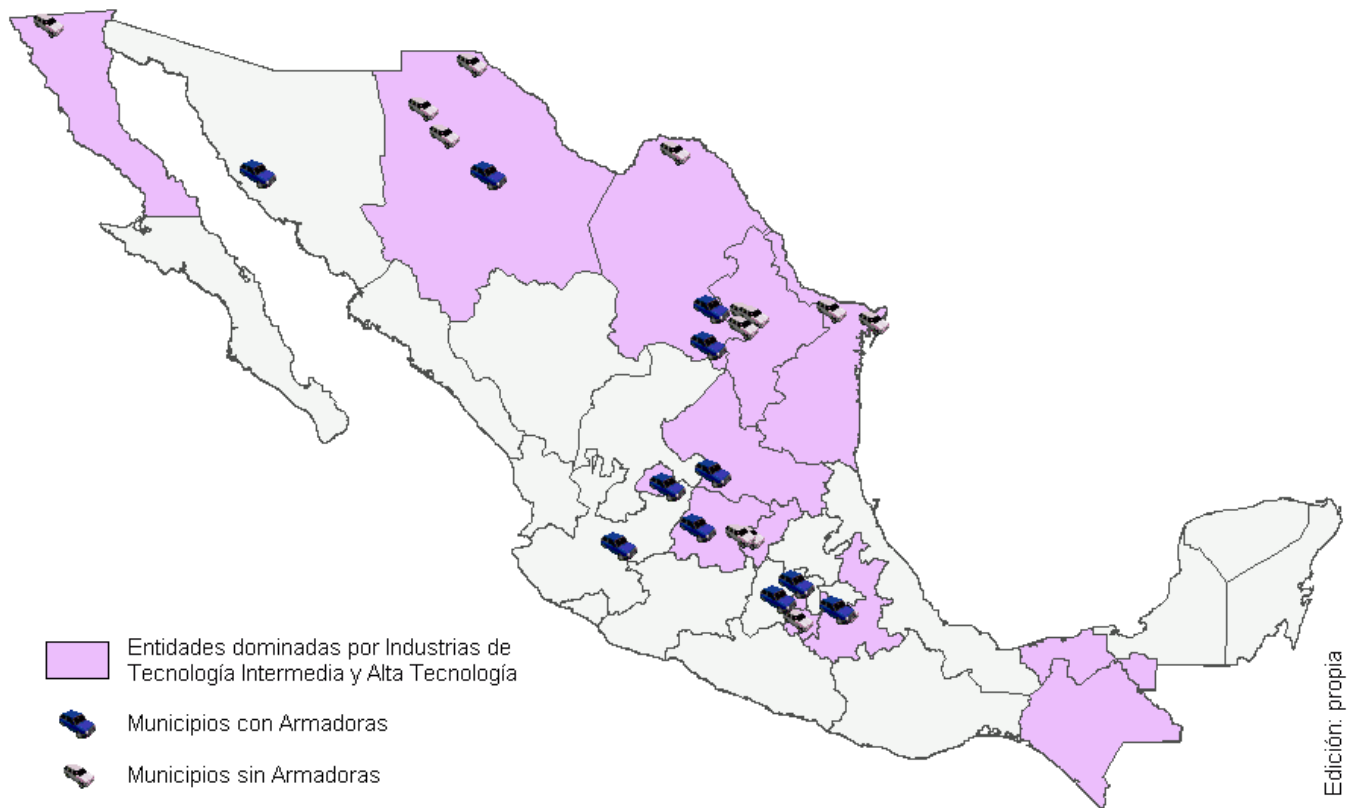 Entidades dominadas por Industrias de
Tecnología Intermedia y Alta Tecnología
Municipios con Armadoras
Municipios sin Armadoras
Edición: propia